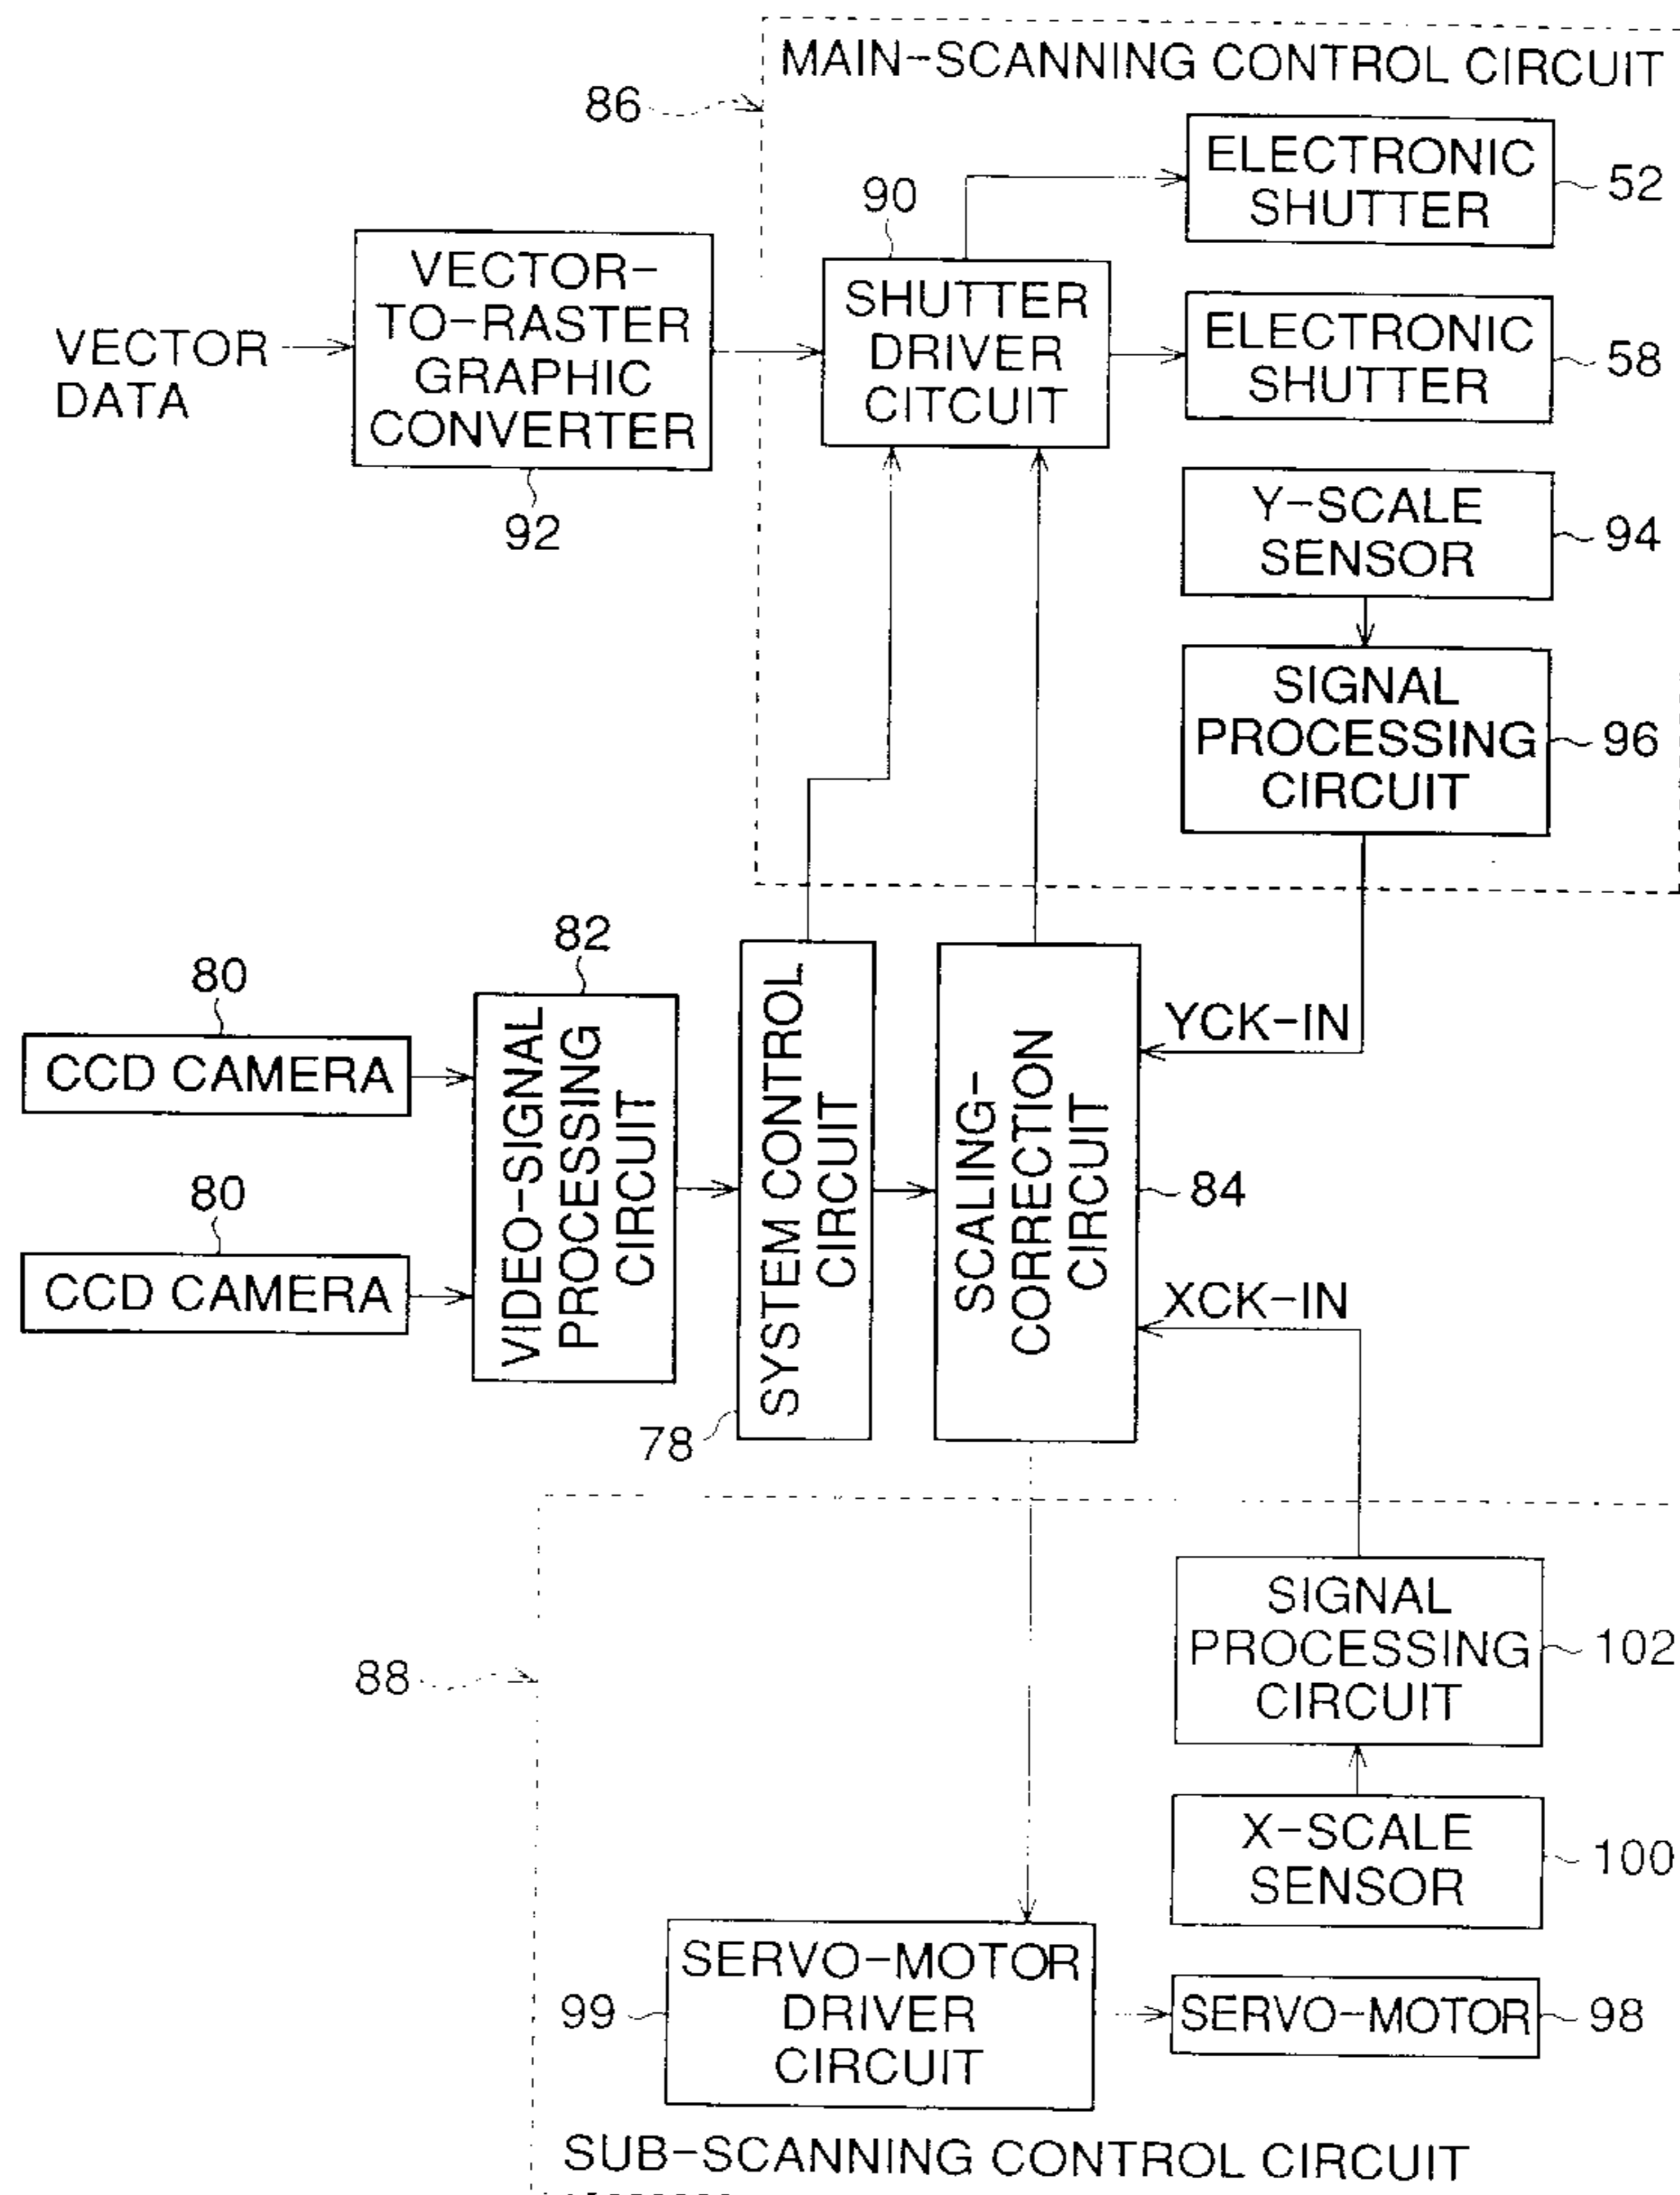 MAIN-SCANNING CONTROL CIRCUIT
86
ELECTRONIC
SHUTTER
52
90
VECTOR-
TO-RASTER
GRAPHIC
CONVERTER
92
VECTOR
DATA
SHUTTER
DRIVER
CITCUIT
ELECTRONIC
SHUTTER
58
Y-SCALE
SENSOR
94
SIGNAL
PROCESSING
CIRCUIT
96
80
CCD CAMERA
80
CCD CAMERA
82
VIDEO-SIGNAL
PROCESSING
CIRCUIT
SYSTEM CONTROL
CIRCUIT
78
SCALING-
CORRECTION
CIRCUIT
84
YCK-IN
XCK-IN
SIGNAL
PROCESSING
CIRCUIT
102
88
X-SCALE
SENSOR
100
SERVO-MOTOR
DRIVER
CIRCUIT
99
SERVO-MOTOR
98
SUB-SCANNING CONTROL CIRCUIT